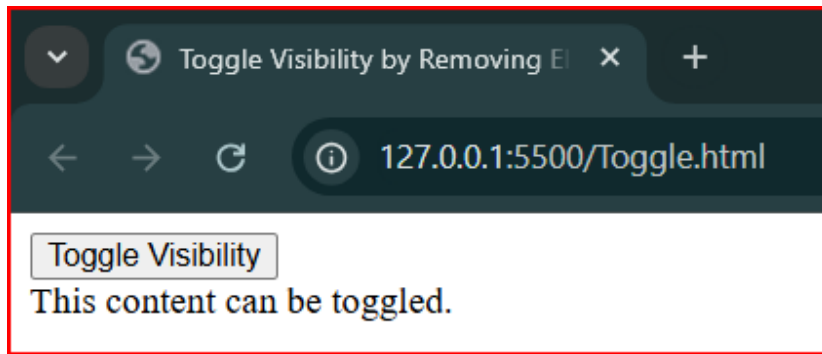 Toggle Visibility by Removing El
127.0.0.1:5500/Toggle.html
Toggle Visibility
This content can be toggled.